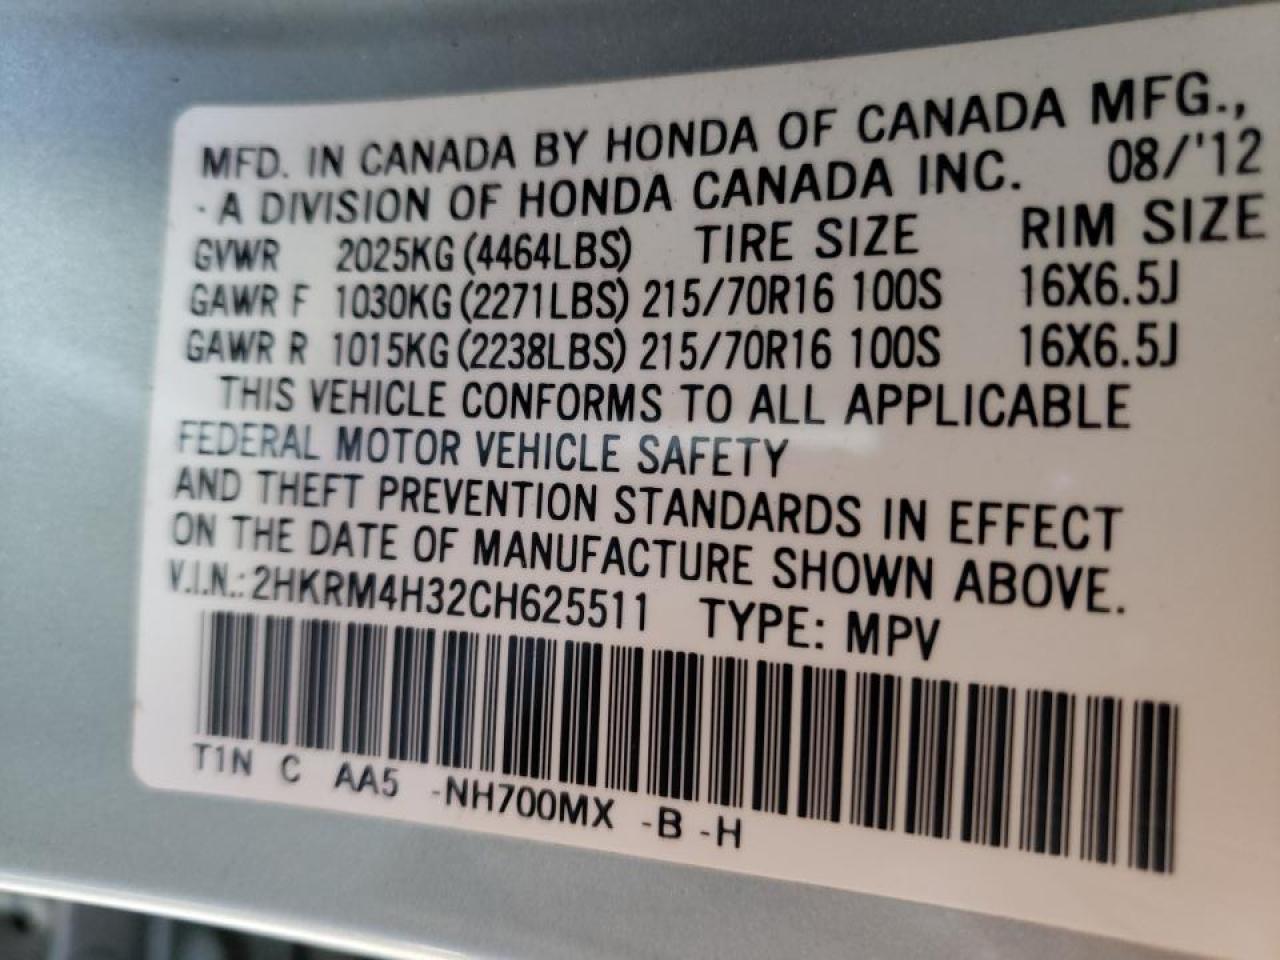 MFD. IN CANADA BY HONDA OF CANADA MFG.,
· A DIVISION OF HONDA CANADA INC. 08/'12
GVWR 2025KG (4464LBS) TIRE SIZE RIM SIZE
GAWR F 1030KG (2271LBS) 215/70R16 100S 16X6.5J
GAWR R 1015KG (2238LBS) 215/70R16 100S 16X6.5J
THIS VEHICLE CONFORMS TO ALL APPLICABLE
FEDERAL MOTOR VEHICLE SAFETY
AND THEFT PREVENTION STANDARDS IN EFFECT
ON THE DATE OF MANUFACTURE SHOWN ABOVE.
V.I.N.: 2HKRM4H32CH625511 TYPE: MPV
T1N C AA5 -NH700MX -B -H